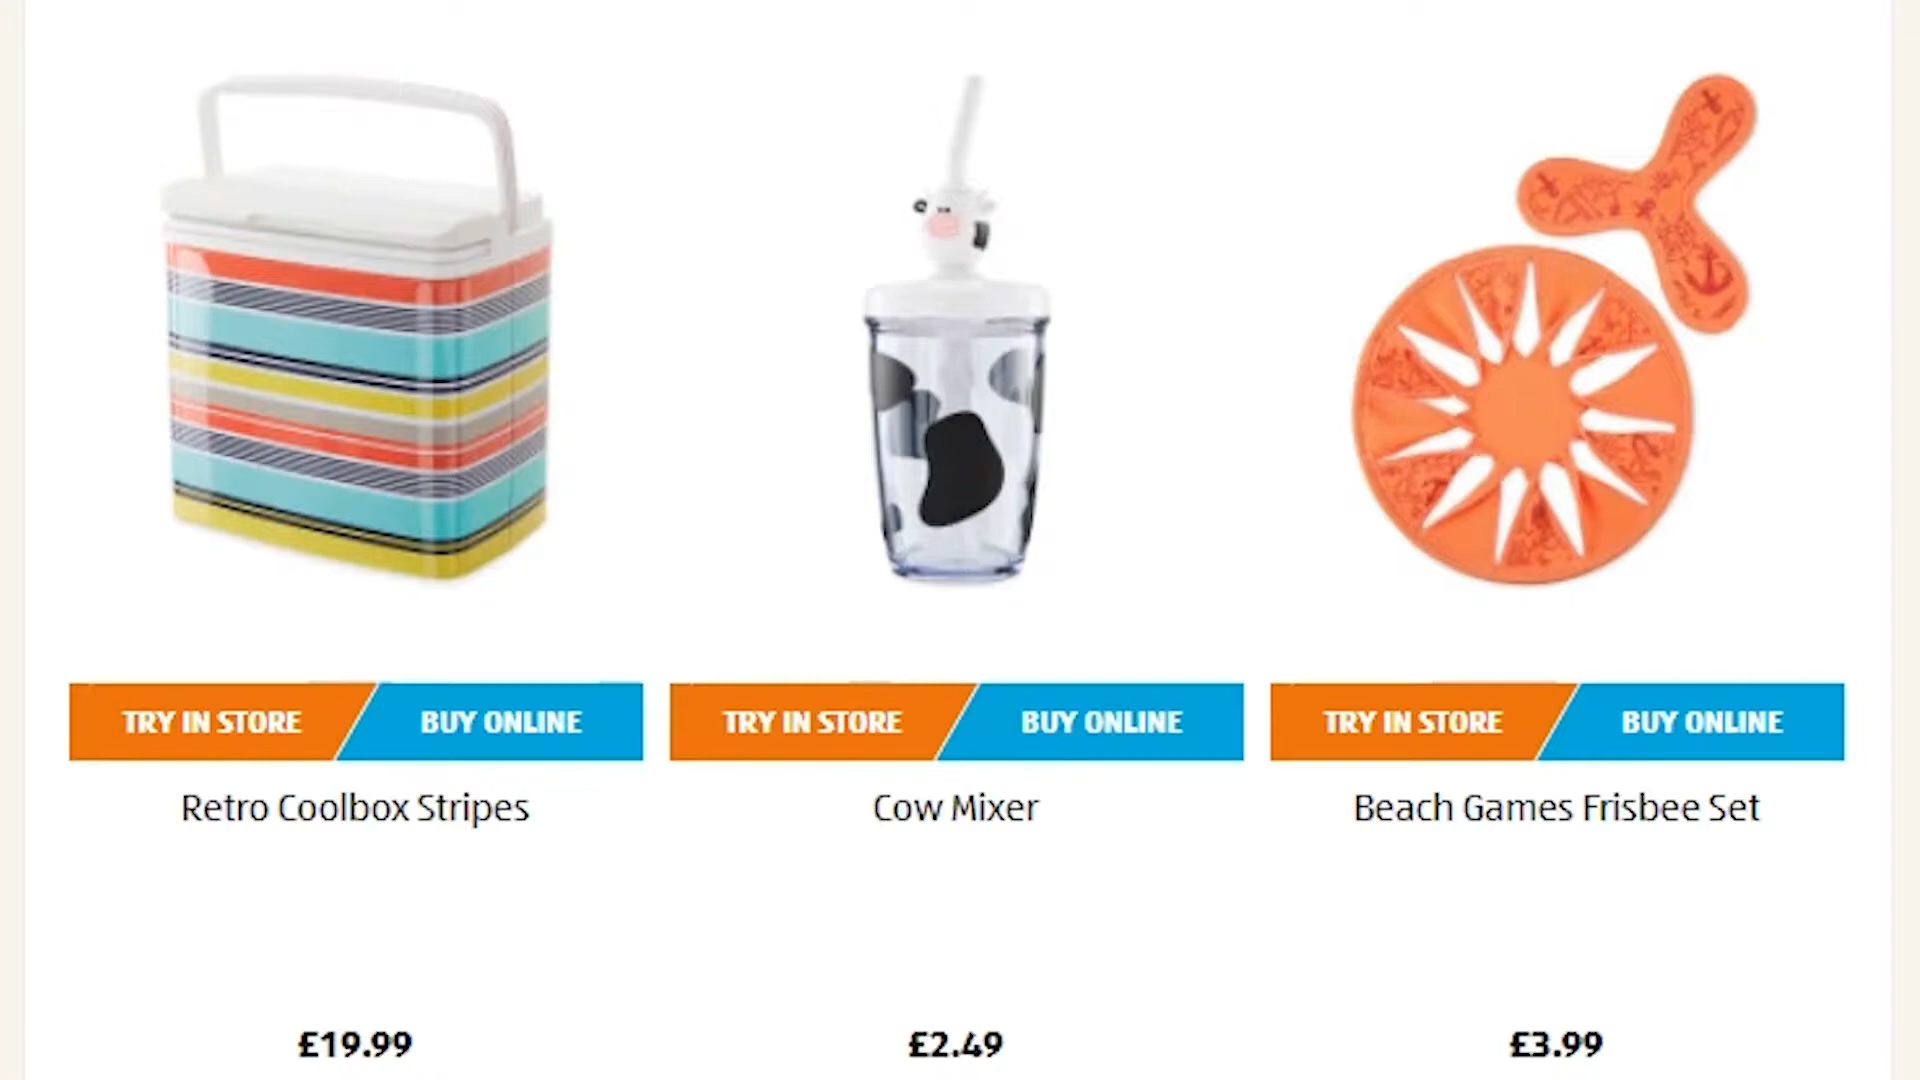 TRY IN STORE BUY ONLINE TRY IN STORE BUY ONLINE TRY IN STORE BUY ONLINE
Retro Coolbox Stripes Cow Mixer Beach Games Frisbee Set
£19.99 £2.49 £3.99